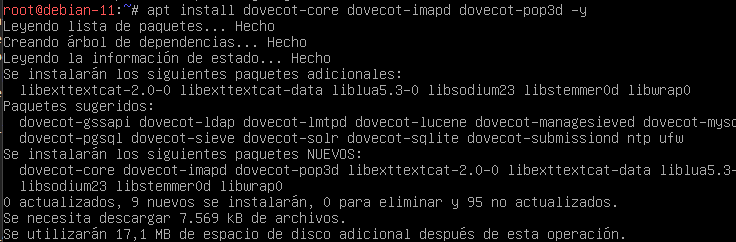 root@debian-11:~# apt install dovecot-core dovecot-imapd dovecot-pop3d -y
Leyendo lista de paquetes... Hecho
Creando árbol de dependencias... Hecho
Leyendo la información de estado... Hecho
Se instalarán los siguientes paquetes adicionales:
  libexttextcat-2.0-0 libexttextcat-data liblua5.3-0 libsodium23 libstemmer0d libwrap0
Paquetes sugeridos:
  dovecot-gssapi dovecot-ldap dovecot-lmtpd dovecot-lucene dovecot-managesieved dovecot-mysq
  dovecot-pgsql dovecot-sieve dovecot-solr dovecot-sqlite dovecot-submissiond ntp ufw
Se instalarán los siguientes paquetes NUEVOS:
  dovecot-core dovecot-imapd dovecot-pop3d libexttextcat-2.0-0 libexttextcat-data liblua5.3-
  libsodium23 libstemmer0d libwrap0
0 actualizados, 9 nuevos se instalarán, 0 para eliminar y 95 no actualizados.
Se necesita descargar 7.569 kB de archivos.
Se utilizarán 17,1 MB de espacio de disco adicional después de esta operación.